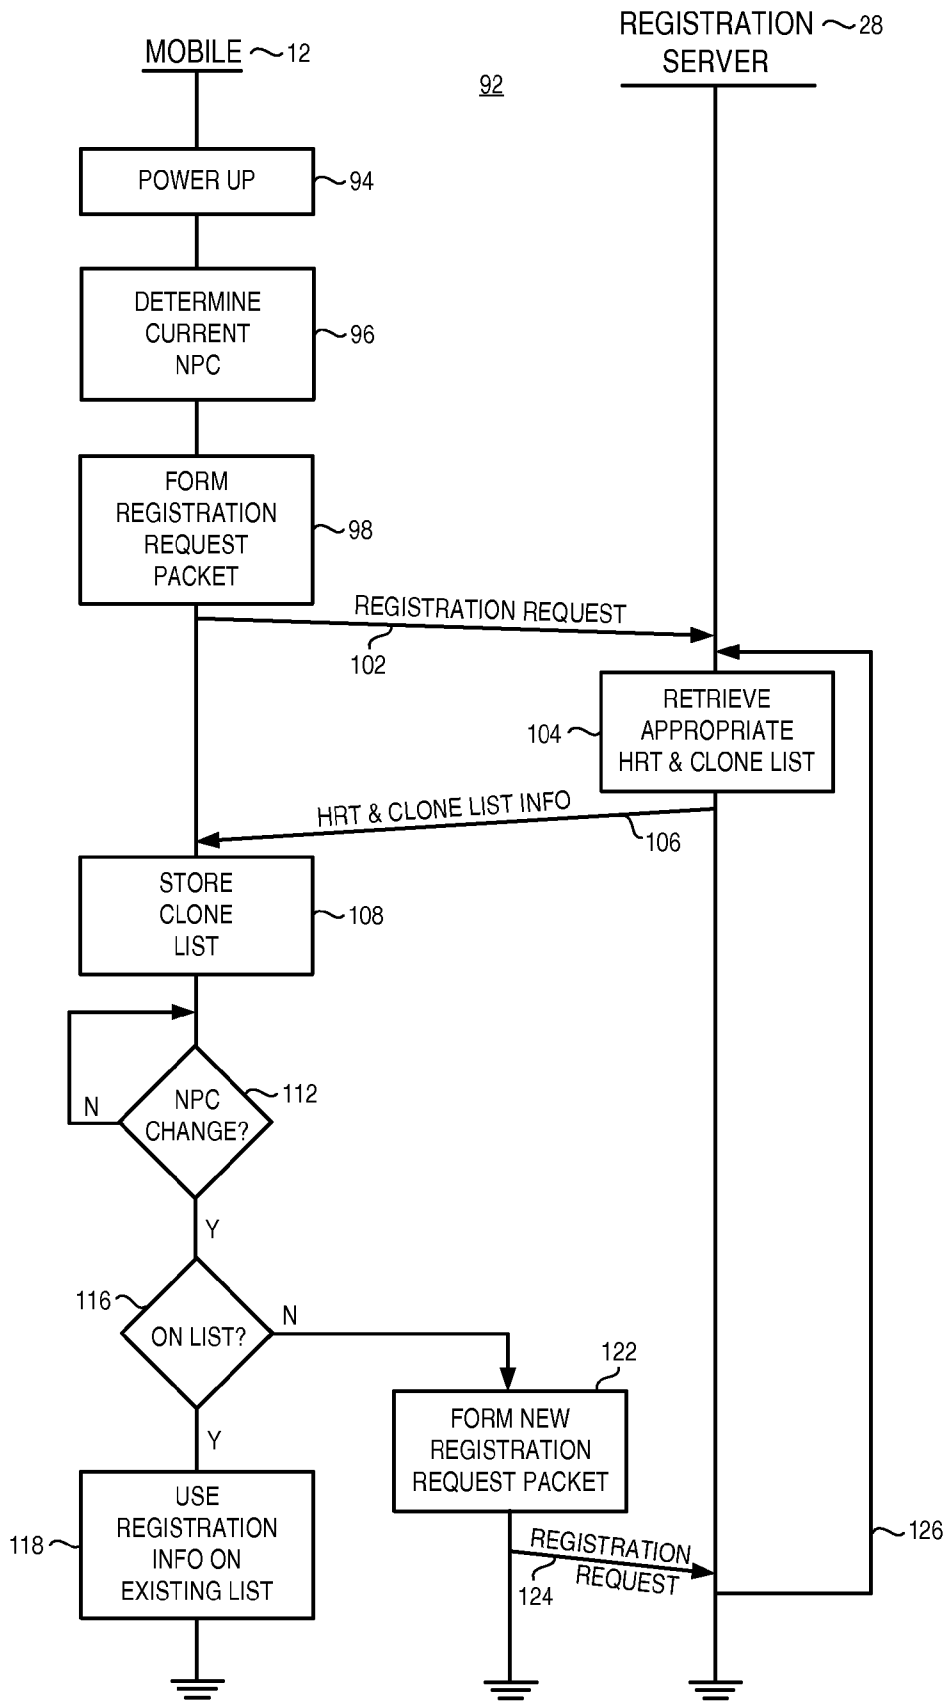 REGISTRATION 28
SERVER
MOBILE 12
92
POWER UP
94
DETERMINE
CURRENT
NPC
96
FORM
REGISTRATION
REQUEST
PACKET
98
REGISTRATION REQUEST
102
RETRIEVE
APPROPRIATE
HRT & CLONE LIST
104
HRT & CLONE LIST INFO
106
STORE
CLONE
LIST
108
NPC
CHANGE?
112
N
Y
116
ON LIST?
N
Y
122
FORM NEW
REGISTRATION
REQUEST PACKET
USE
REGISTRATION
INFO ON
EXISTING LIST
118
REGISTRATION
REQUEST
124
126